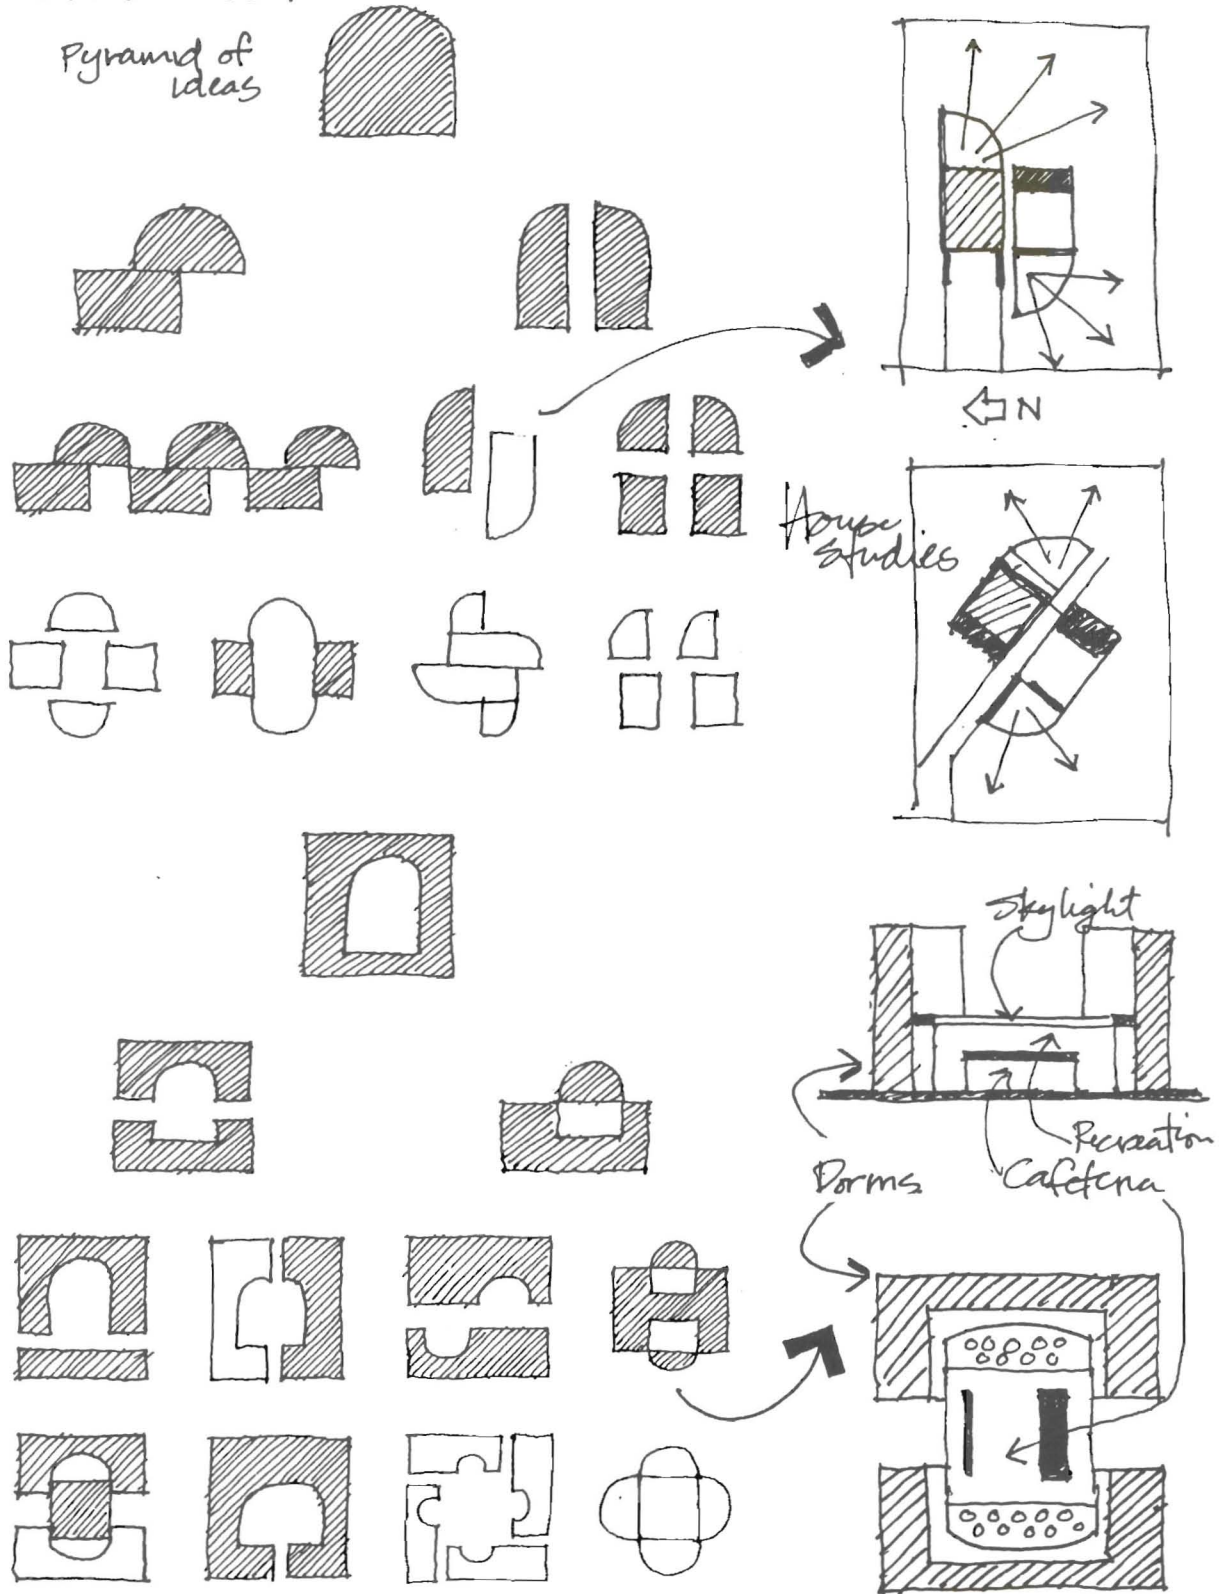 Pyramid of
ideas
N
House
studies
Skylight
Recreation
Dorms
Cafeteria